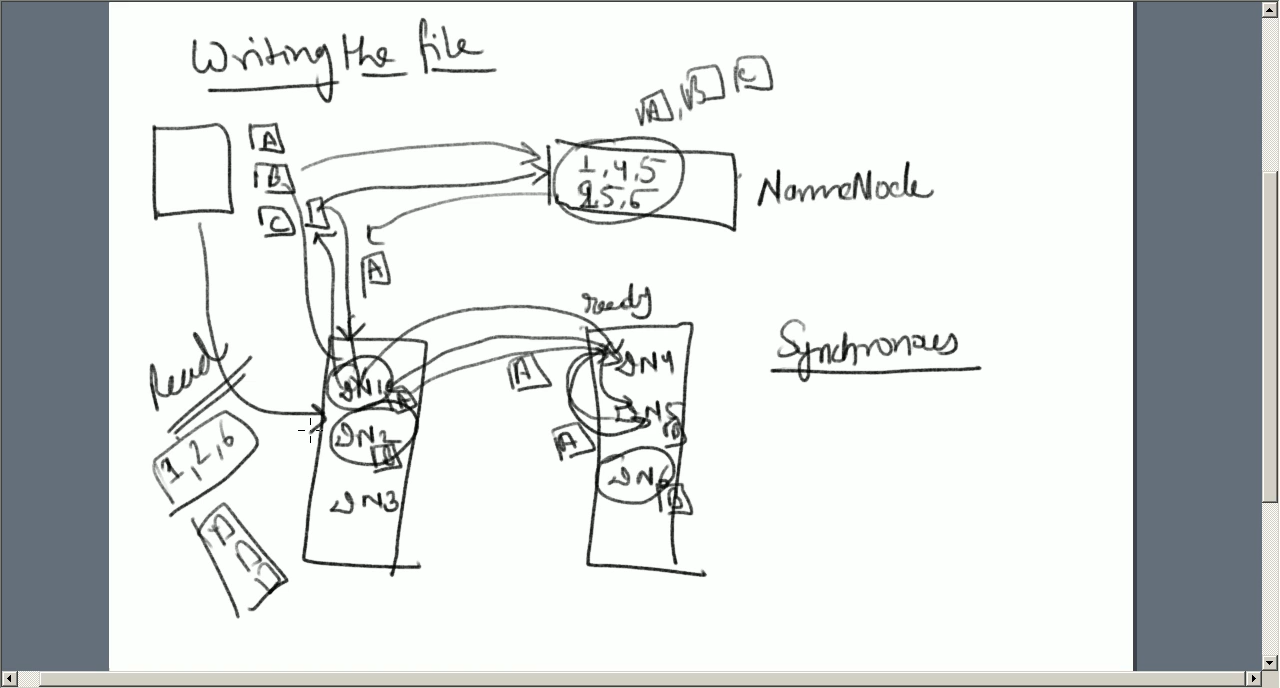 Writing the file
A, B C
A
B
C
1, 4, 5
2, 5, 6
NameNode
A
ready
Synchronous
Read
DN1
DN4
A
DN5
DN2
A
1, 2, 6
DN6
B
DN3